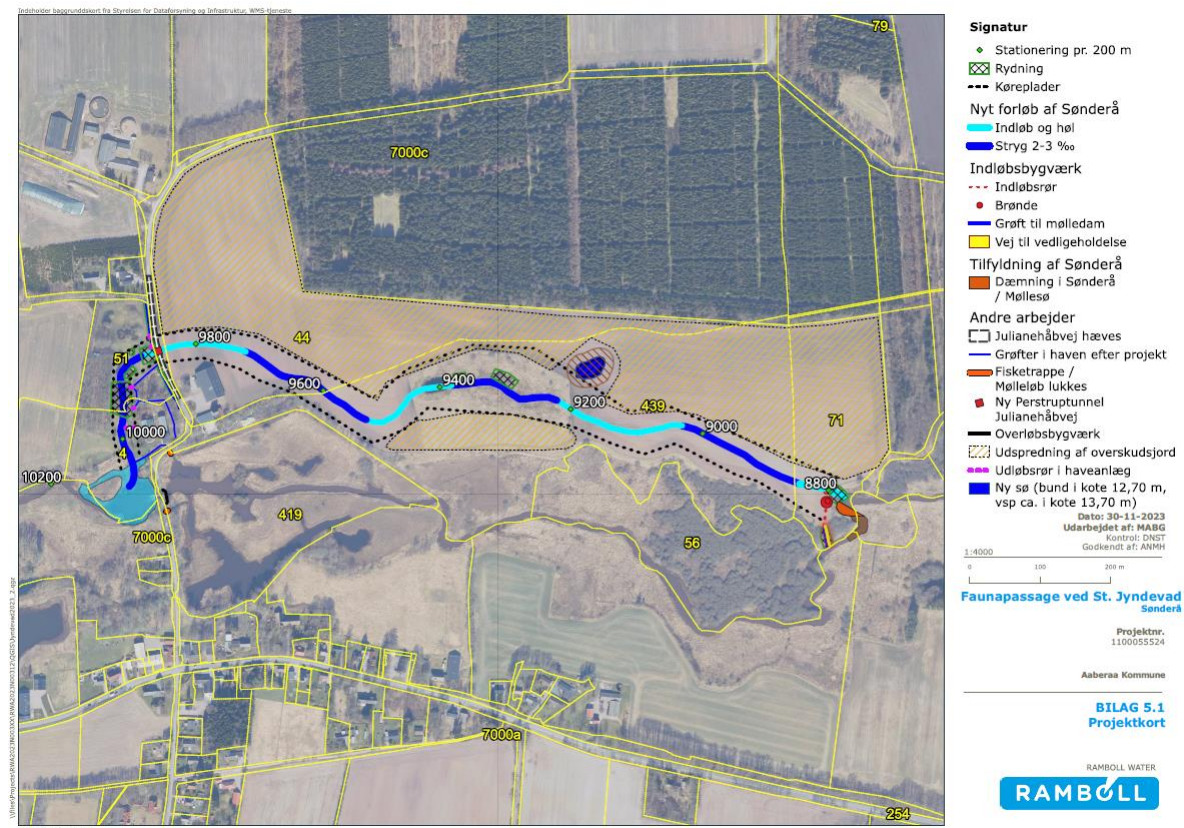 Indeholder baggrunddskort fra Styrelsen for Dataforsyning og Infrastruktur, WMS-tjeneste
79
7000c
44
9800
51
9600
9400
9200
439
9000
71
10000
4
8800
10200
419
7000c
56
7000a
254
Signatur
Stationering pr. 200 m
Rydning
Køreplader
Nyt forløb af Sønderå
Indløb og høl
Stryg 2-3 ‰
Indløbsbygværk
Indløbsrør
Brønde
Grøft til mølledam
Vej til vedligeholdelse
Tilfyldning af Sønderå
Dæmning i Sønderå
/ Møllesø
Andre arbejder
Julianehåbvej hæves
Grøfter i haven efter projekt
Fisketrappe /
Mølleløb lukkes
Ny Perstruptunnel
Julianehåbvej
Overløbsbygværk
Udspredning af overskudsjord
Udløbsrør i haveanlæg
Ny sø (bund i kote 12,70 m,
vsp ca. i kote 13,70 m)
Dato: 30-11-2023
Udarbejdet af: MABG
Kontrol: DNST
Godkendt af: ANMH
1:4000
0 100 200 m
Faunapassage ved St. Jyndevad
Sønderå
Projektnr.
1100055524
Aaberaa Kommune
BILAG 5.1
Projektkort
RAMBOLL WATER
RAMBOLL